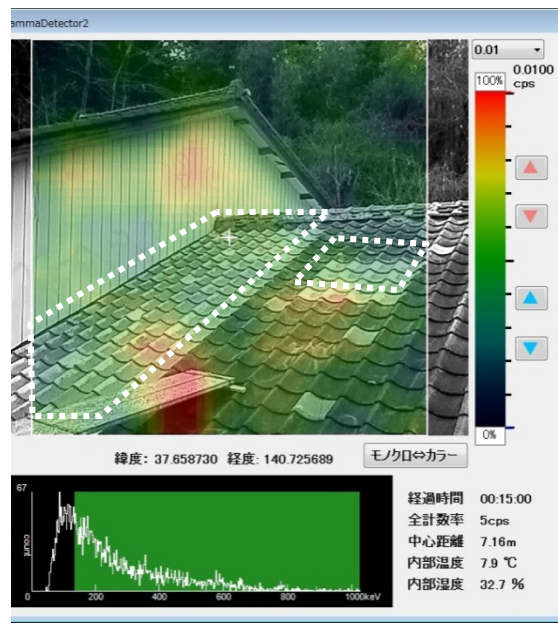 ammaDetector2
0.01
0.0100
cps
100%
0%
緯度: 37.658730 経度: 140.725689
モノクロ⇔カラー
67
count
0 200 400 600 800 1000keV
経過時間 00:15:00
全計数率 5cps
中心距離 7.16m
内部温度 7.9 ℃
内部湿度 32.7 %